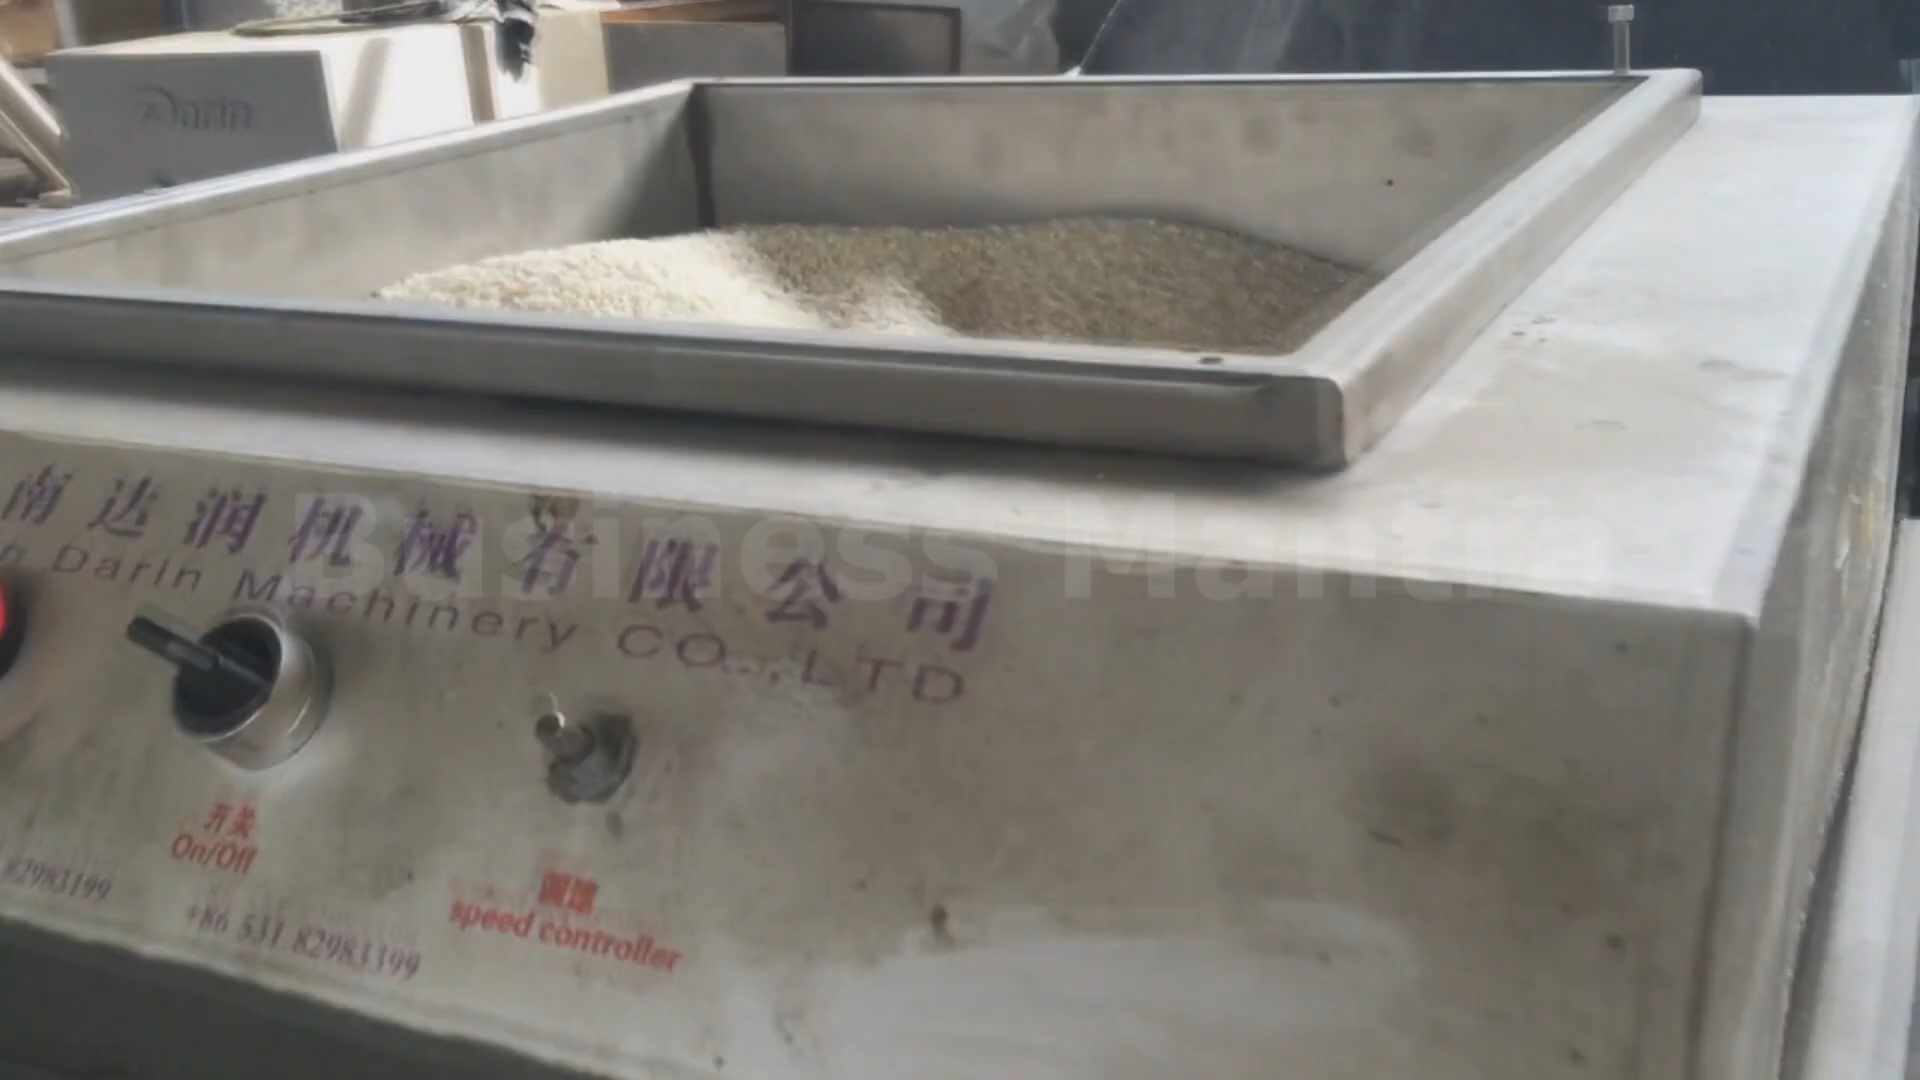 Darin
南达润机械有限公司
n Darin Machinery CO.,LTD
Business Mantra
开关
On/Off
调速
speed controller
82983199
+86 531 82983399